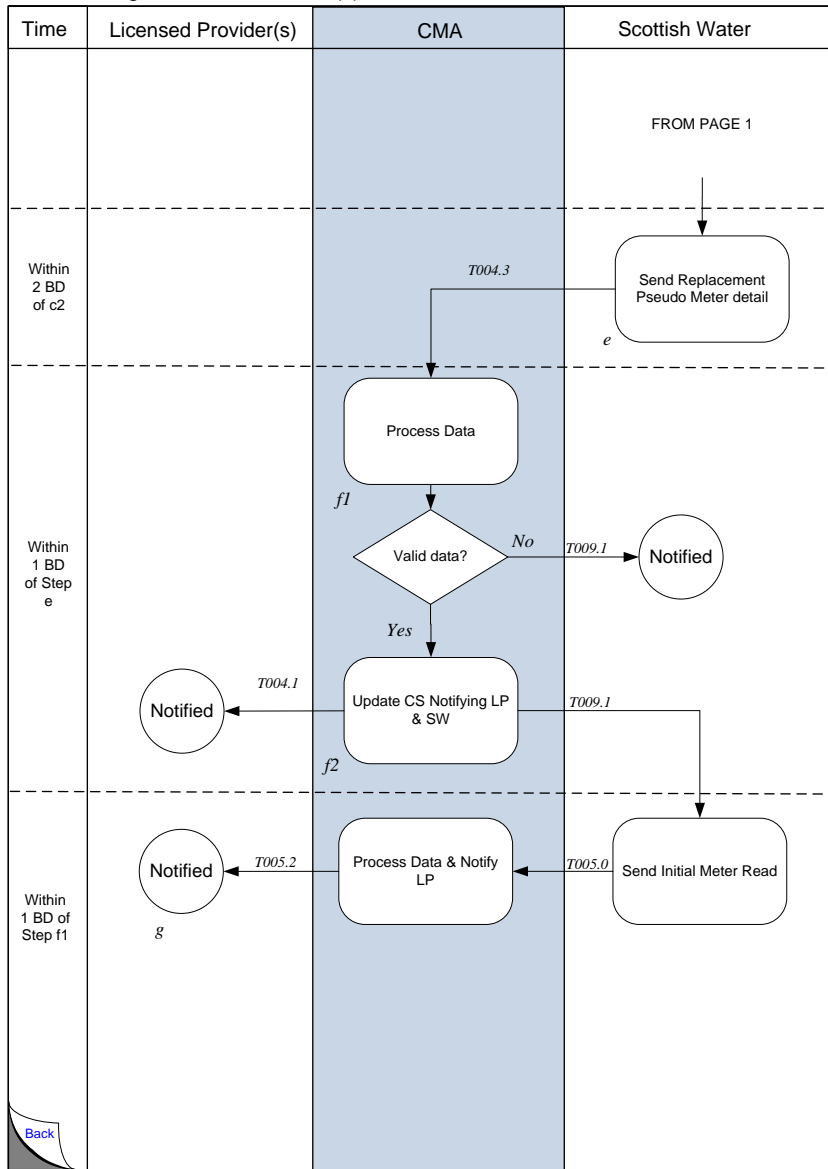 Time
Licensed Provider(s)
CMA
Scottish Water
FROM PAGE 1
Within
2 BD
of c2
T004.3
Send Replacement
Pseudo Meter detail
e
Process Data
f1
Within
1 BD
of Step
e
Valid data?
No
T009.1
Notified
Yes
Notified
T004.1
Update CS Notifying LP
& SW
T009.1
f2
Within
1 BD of
Step f1
Notified
T005.2
Process Data & Notify
LP
T005.0
Send Initial Meter Read
g
Back